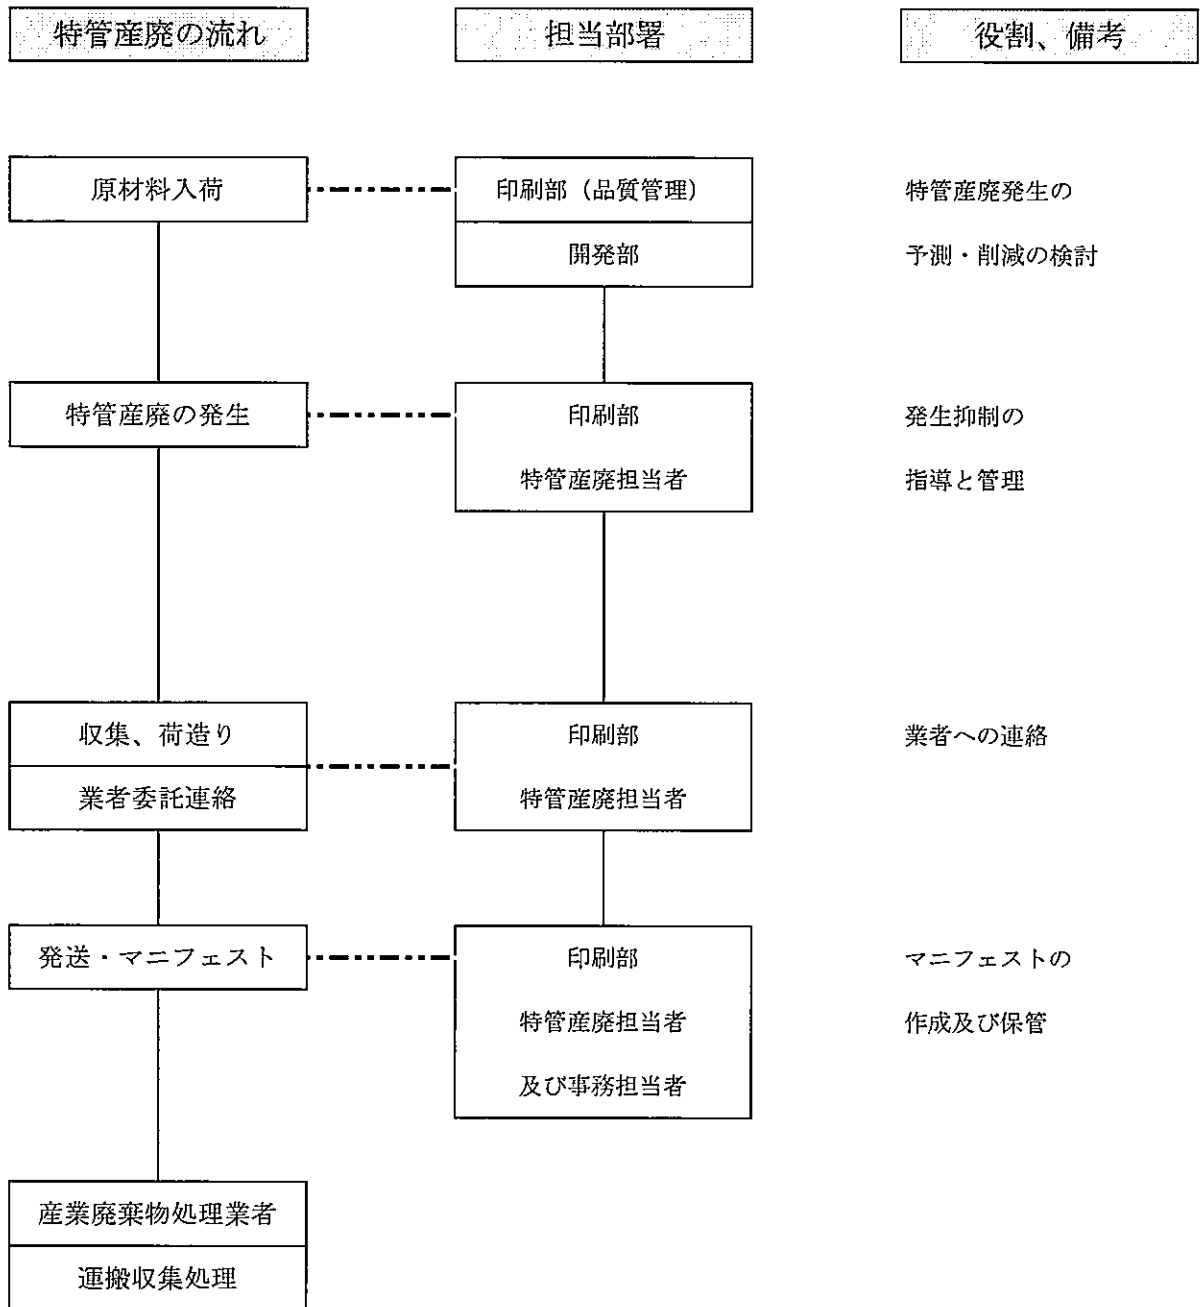 特管産廃の流れ
担当部署
役割、備考
原材料入荷
印刷部（品質管理）
特管産廃発生の
開発部
予測・削減の検討
特管産廃の発生
印刷部
発生抑制の
特管産廃担当者
指導と管理
収集、荷造り
印刷部
業者への連絡
業者委託連絡
特管産廃担当者
発送・マニフェスト
印刷部
マニフェストの
特管産廃担当者
作成及び保管
及び事務担当者
産業廃棄物処理業者
運搬収集処理